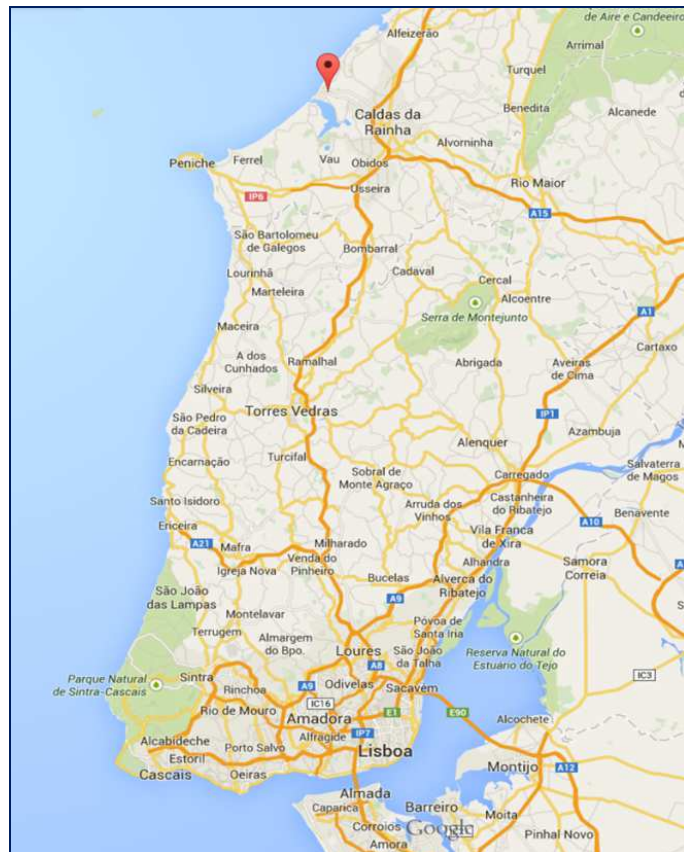 de Aire e Candeeiro
Alfeizerão
Arrimal
Turquel
Benedita
Alcanede
Caldas da
Rainha
Alvorninha
Peniche
Ferrel
Vau
Obidos
Rio Maior
IP6
Usseira
A15
São Bartolomeu
de Galegos
Bombarral
Lourinhã
Cadaval
Cercal
Marteleira
Alcoentre
Serra de Montejunto
A1
Maceira
Cartaxo
A dos
Cunhados
Ramalhal
Abrigada
Aveiras
de Cima
Silveira
Torres Vedras
IP1
São Pedro
da Cadeira
Azambuja
Alenquer
Turcifal
Encarnação
Sobral de
Monte Agraço
Carregado
Salvaterra
de Magos
Santo Isidoro
Arruda dos
Vinhos
Castanheira
do Ribatejo
Benavente
Ericeira
A10
Vila Franca
de Xira
A21
Mafra
Milharado
Venda do
Pinheiro
Igreja Nova
Alhandra
Samora
Correia
Bucelas
Alverca do
Ribatejo
São João
das Lampas
A9
Montelavar
Póvoa de
Santa Iria
Terrugem
Almargem
do Bpo.
Loures
São João
da Talha
Reserva Natural do
Estuário do Tejo
A8
Parque Natural
de Sintra-Cascais
Sintra
Rinchoa
A9
Odivelas
Sacavém
IC3
Rio de Mouro
IC16
E1
E90
Amadora
Alcochete
Alcabideche
Alfragide
IP7
Porto Salvo
Lisboa
Estoril
Montijo
A12
Cascais
Oeiras
Almada
Caparica
Barreiro
Moita
Corroios
Google
Pinhal Novo
Amora